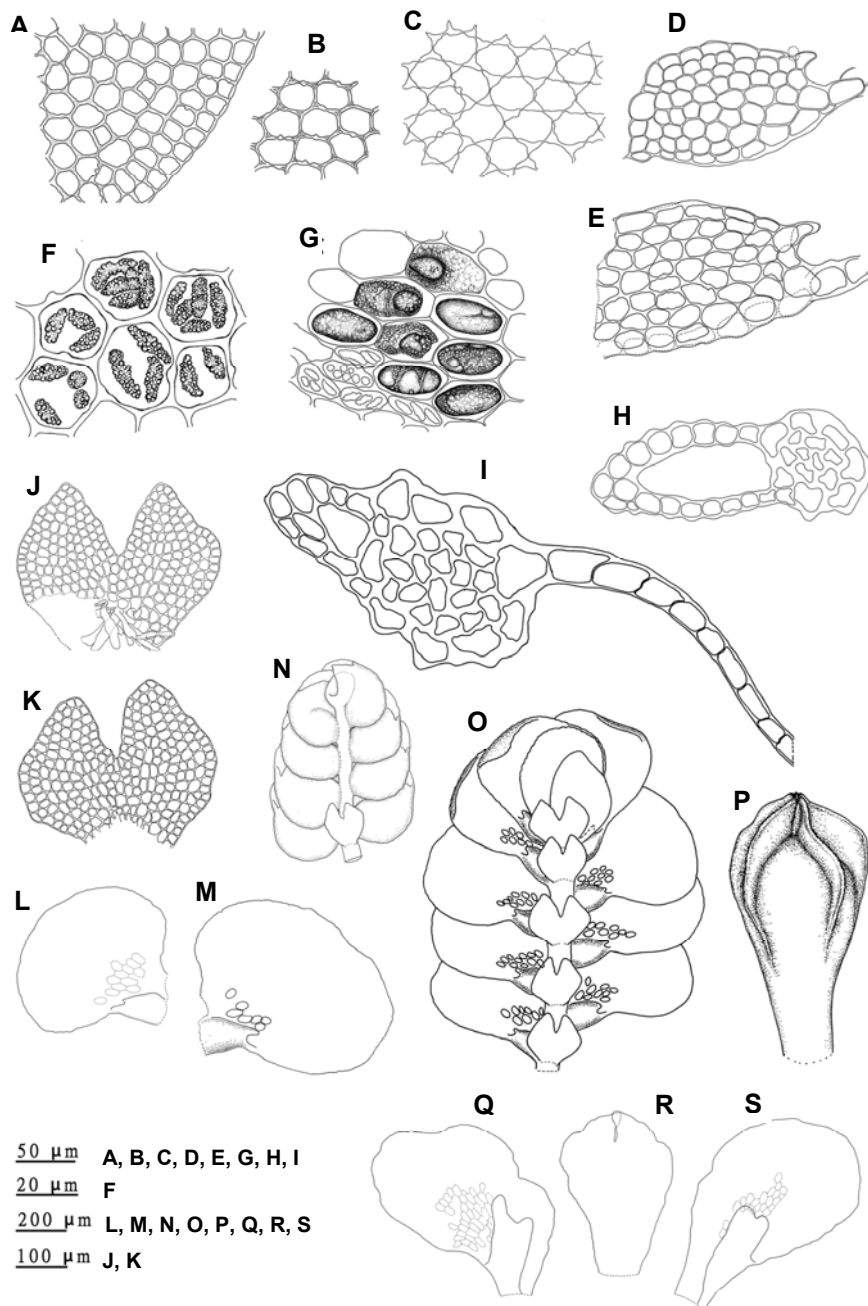 A
B
C
D
E
F
G
H
I
J
K
N
O
P
L
M
Q
R
S
50 µm A, B, C, D, E, G, H, I
20 µm F
200 µm L, M, N, O, P, Q, R, S
100 µm J, K